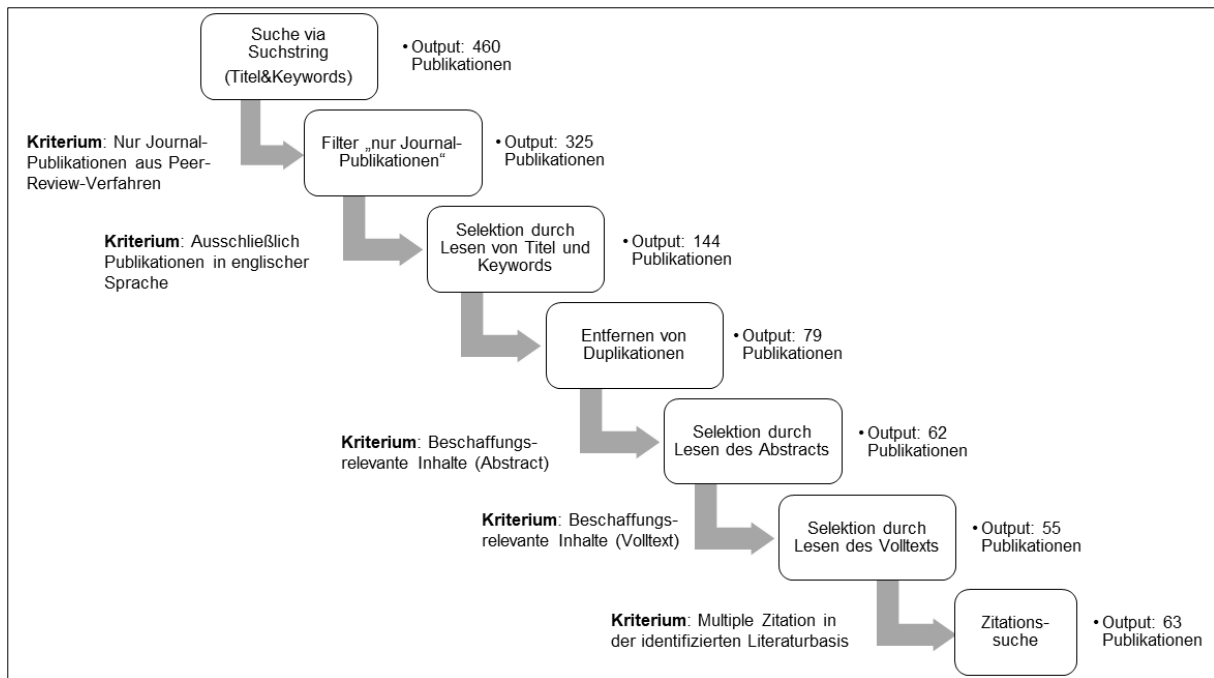 Suche via
Suchstring
(Titel&Keywords)
• Output: 460
Publikationen
Kriterium: Nur Journal-
Publikationen aus Peer-
Review-Verfahren
Filter „nur Journal-
Publikationen“
• Output: 325
Publikationen
Kriterium: Ausschließlich
Publikationen in englischer
Sprache
Selektion durch
Lesen von Titel und
Keywords
• Output: 144
Publikationen
Entfernen von
Duplikationen
• Output: 79
Publikationen
Kriterium: Beschaffungs-
relevante Inhalte (Abstract)
Selektion durch
Lesen des Abstracts
• Output: 62
Publikationen
Kriterium: Beschaffungs-
relevante Inhalte (Volltext)
Selektion durch
Lesen des Volltexts
• Output: 55
Publikationen
Kriterium: Multiple Zitation in
der identifizierten Literaturbasis
Zitations-
suche
• Output: 63
Publikationen